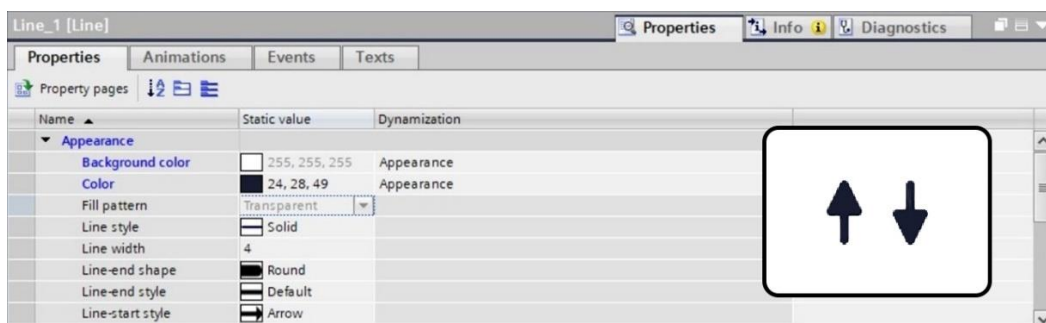 Line_1 [Line]
Properties Info Diagnostics
Properties Animations Events Texts
Property pages
Name Static value Dynamization
Appearance
Background color 255, 255, 255 Appearance
Color 24, 28, 49 Appearance
Fill pattern Transparent
Line style Solid
Line width 4
Line-end shape Round
Line-end style Default
Line-start style Arrow